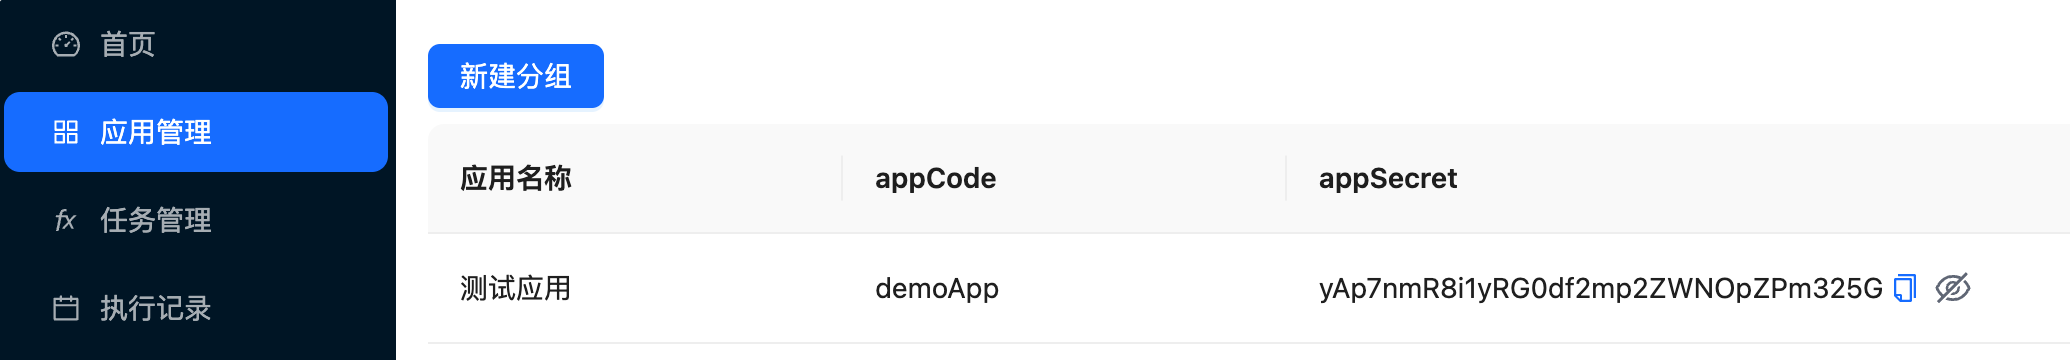 首页
应用管理
任务管理
执行记录
新建分组
应用名称 appCode appSecret
测试应用 demoApp yAp7nmR8i1yRG0df2mp2ZWNOpZPm325G